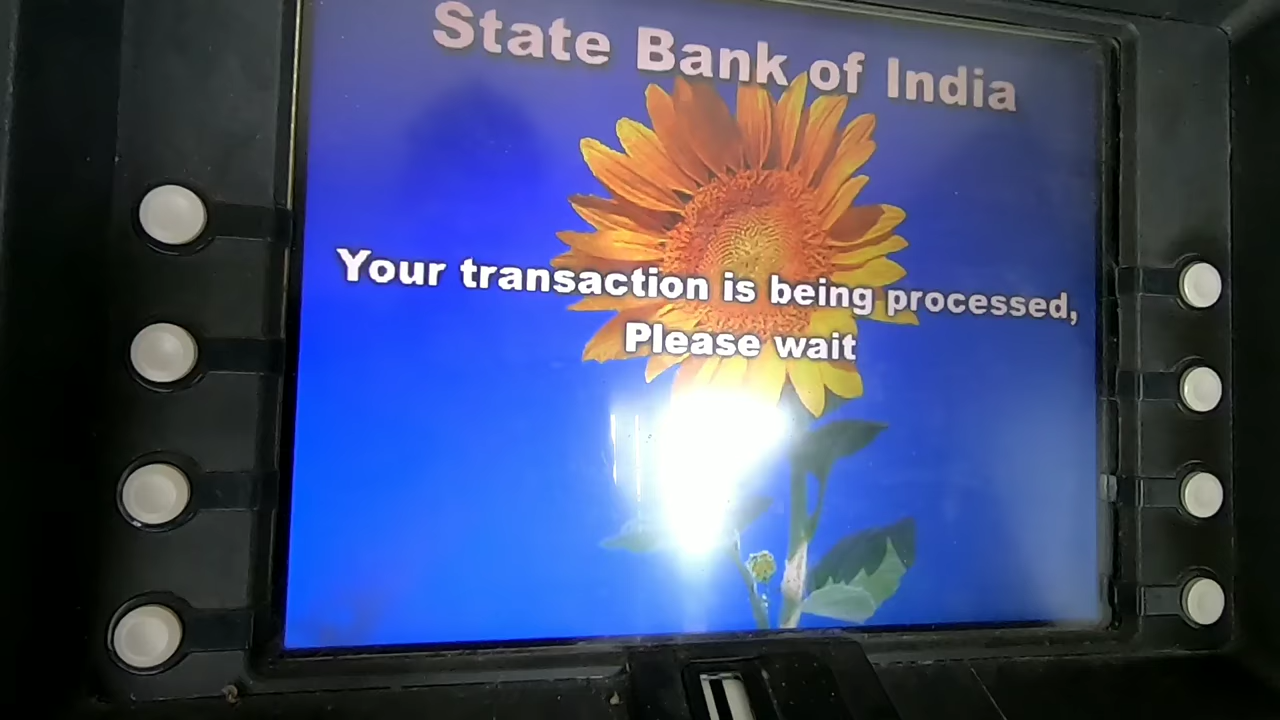 State Bank of India
Your transaction is being processed,
Please wait